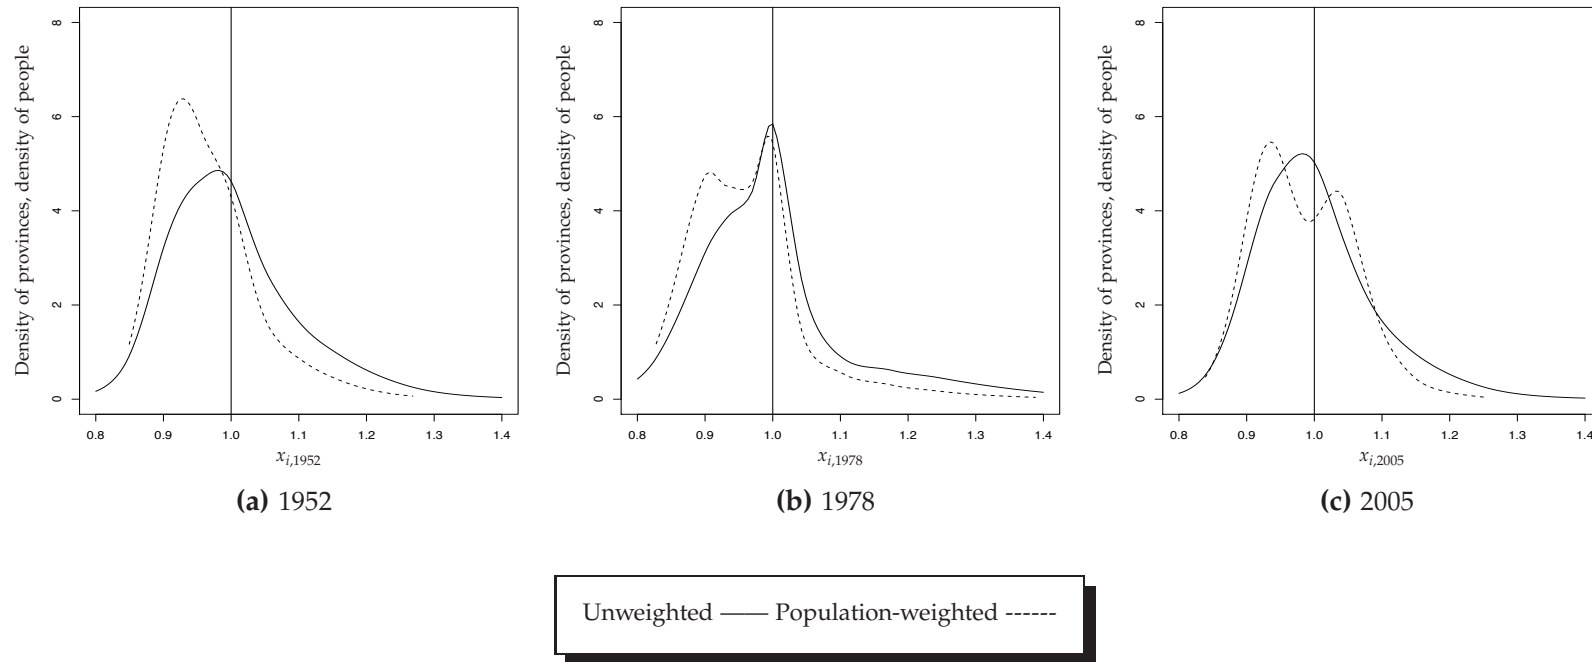 Density of provinces, density of people
8
6
4
2
0
0.8 0.9 1.0 1.1 1.2 1.3 1.4
x_{i,1952}
(a) 1952
Density of provinces, density of people
8
6
4
2
0
0.8 0.9 1.0 1.1 1.2 1.3 1.4
x_{i,1978}
(b) 1978
Density of provinces, density of people
8
6
4
2
0
0.8 0.9 1.0 1.1 1.2 1.3 1.4
x_{i,2005}
(c) 2005
Unweighted —— Population-weighted ------